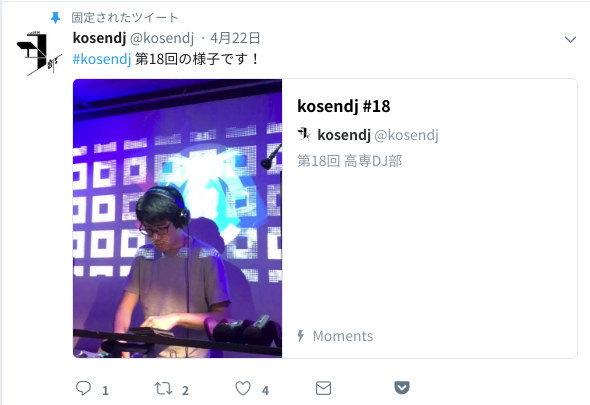 固定されたツイート
kosendj @kosendj · 4月22日
#kosendj 第18回の様子です！
kosendj #18
kosendj @kosendj
第18回 高専DJ部
Moments
1 2 4